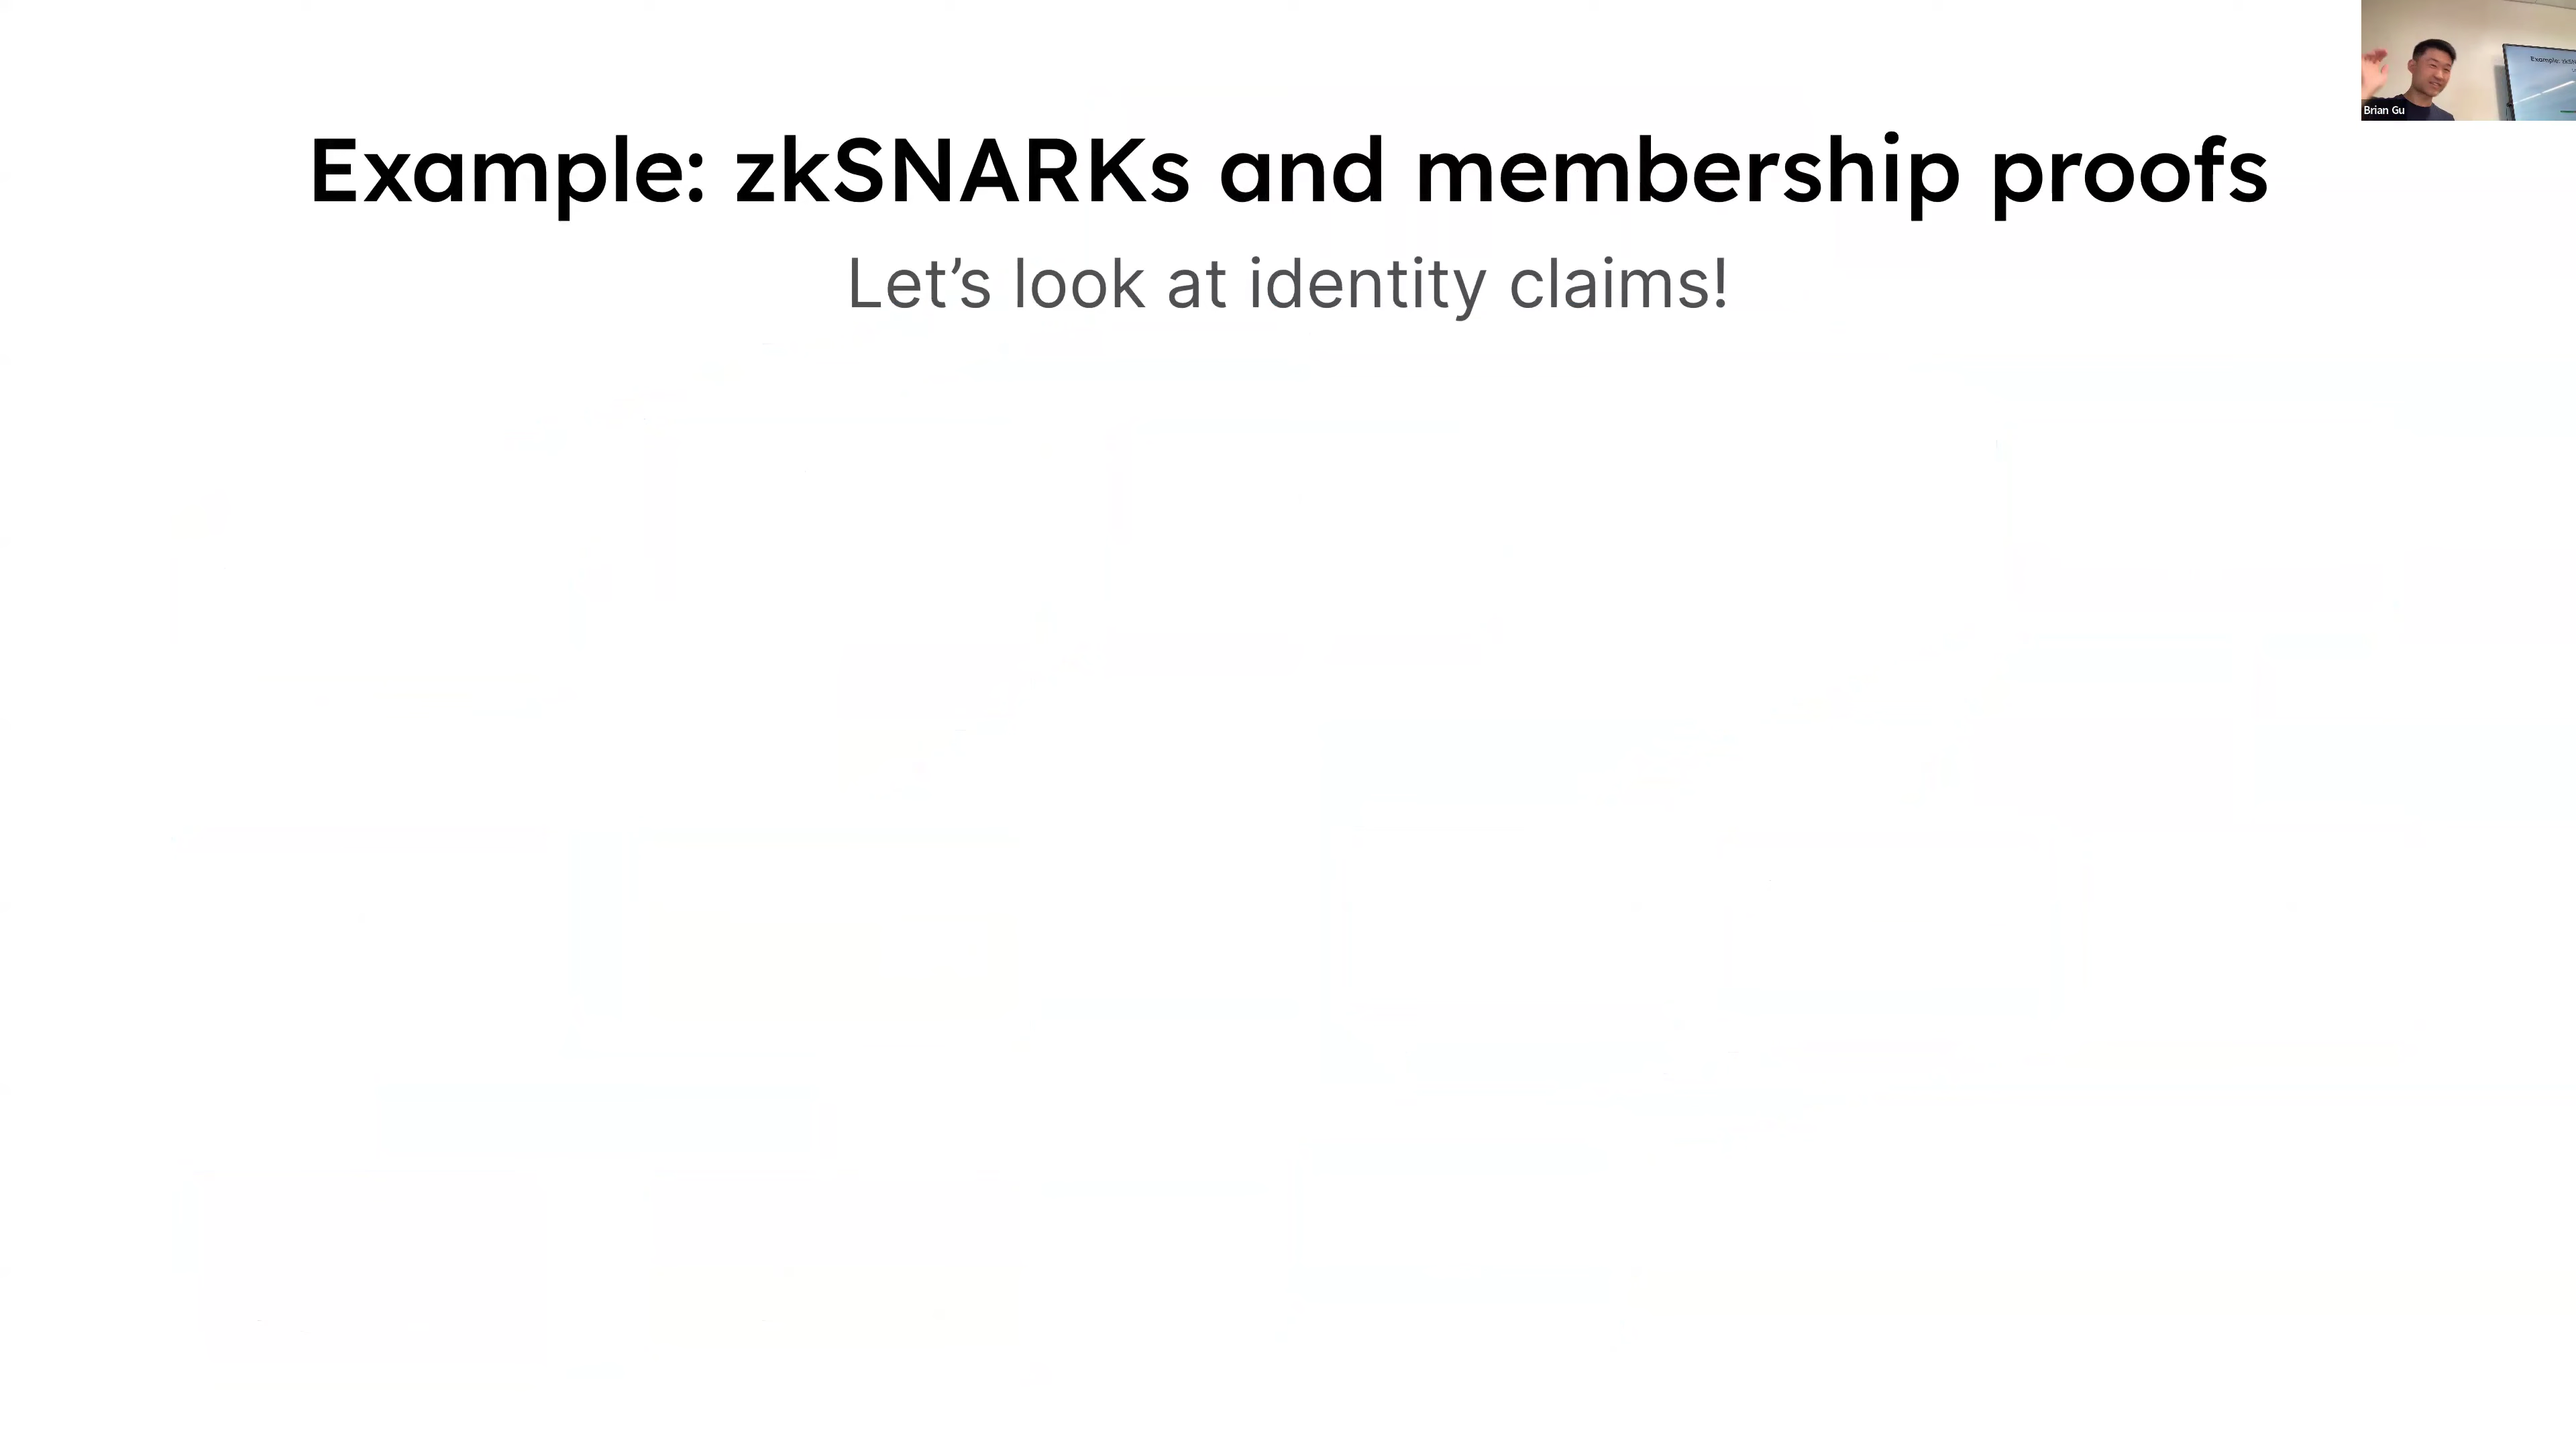 Example: zkSNARKs and membership proofs
Let’s look at identity claims!
Brian Gu